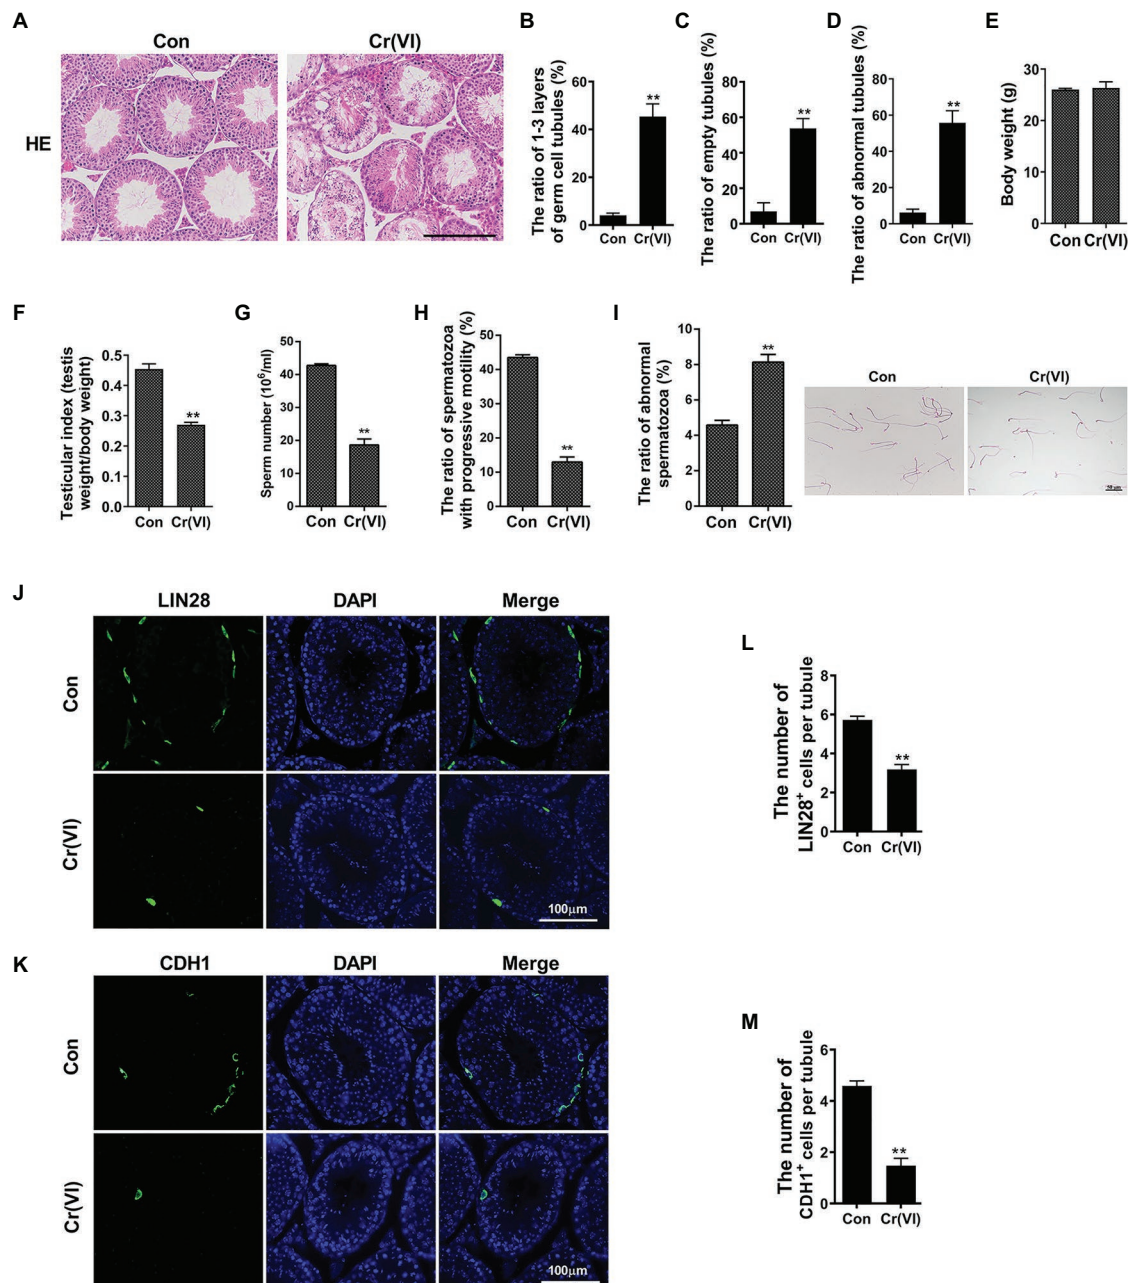 A
Con
Cr(VI)
HE
B
The ratio of 1-3 layers
of germ cell tubules (%)
60
40
20
0
**
Con Cr(VI)
C
The ratio of empty tubules (%)
80
60
40
20
0
**
Con Cr(VI)
D
The ratio of abnormal tubules (%)
80
60
40
20
0
**
Con Cr(VI)
E
Body weight (g)
30
20
10
0
Con Cr(VI)
F
Testicular index (testis
weight/body weight)
0.5
0.4
0.3
0.2
0.1
0.0
**
Con Cr(VI)
G
Sperm number (10⁶/ml)
50
40
30
20
10
0
**
Con Cr(VI)
H
The ratio of spermatozoa
with progressive motility (%)
50
40
30
20
10
0
**
Con Cr(VI)
I
The ratio of abnormal
spermatozoa (%)
10
8
6
4
2
0
**
Con Cr(VI)
Con
Cr(VI)
J
LIN28
DAPI
Merge
Con
Cr(VI)
100μm
K
CDH1
DAPI
Merge
Con
Cr(VI)
100μm
L
The number of
LIN28⁺ cells per tubule
8
6
4
2
0
**
Con Cr(VI)
M
The number of
CDH1⁺ cells per tubule
6
4
2
0
**
Con Cr(VI)